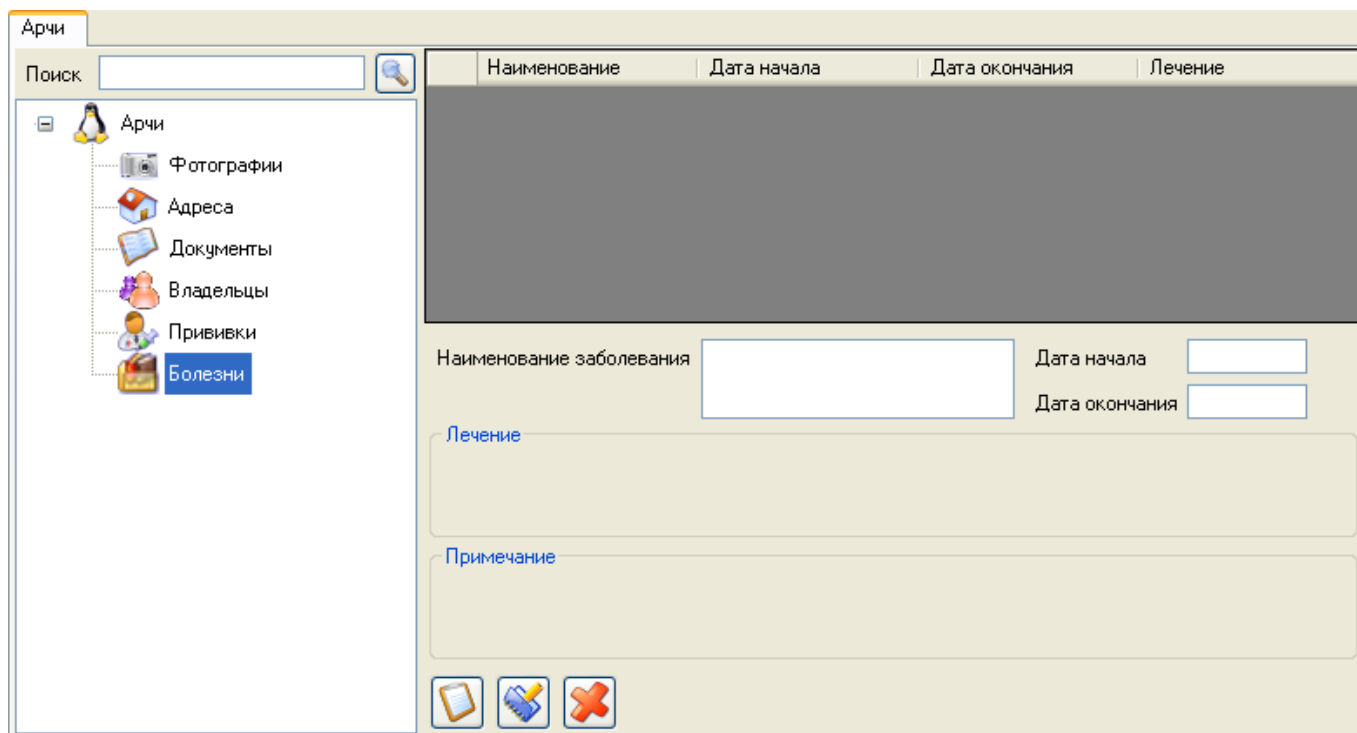 Арчи
Поиск
Арчи
Фотографии
Адреса
Документы
Владельцы
Прививки
Болезни
Наименование Дата начала Дата окончания Лечение
Наименование заболевания
Дата начала
Дата окончания
Лечение
Примечание